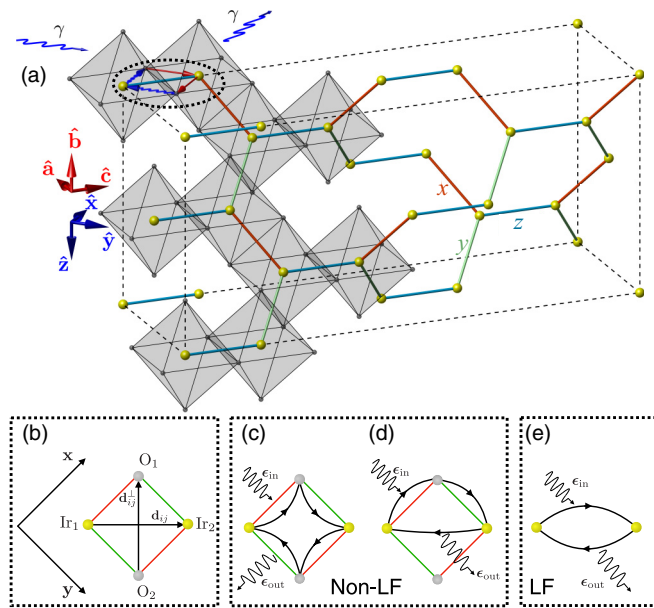 γ
γ
(a)
b̂
â
ĉ
x̂
ŷ
ẑ
x
y
z
(b) (c) (d) (e)
x
y
O₁
d⊥ᵢⱼ
dᵢⱼ
Ir₁
Ir₂
O₂
ϵin
ϵout
ϵin
ϵout
Non-LF
ϵin
ϵout
LF